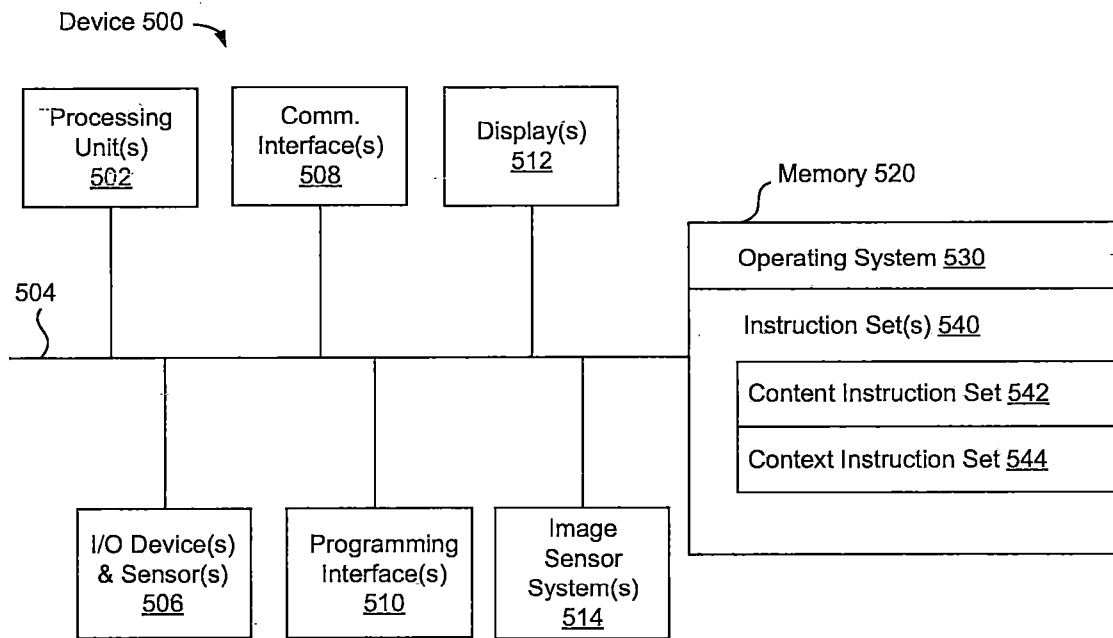 Device 500
Processing
Unit(s)
502
Comm.
Interface(s)
508
Display(s)
512
Memory 520
Operating System 530
504
Instruction Set(s) 540
Content Instruction Set 542
Context Instruction Set 544
I/O Device(s)
& Sensor(s)
506
Programming
Interface(s)
510
Image
Sensor
System(s)
514